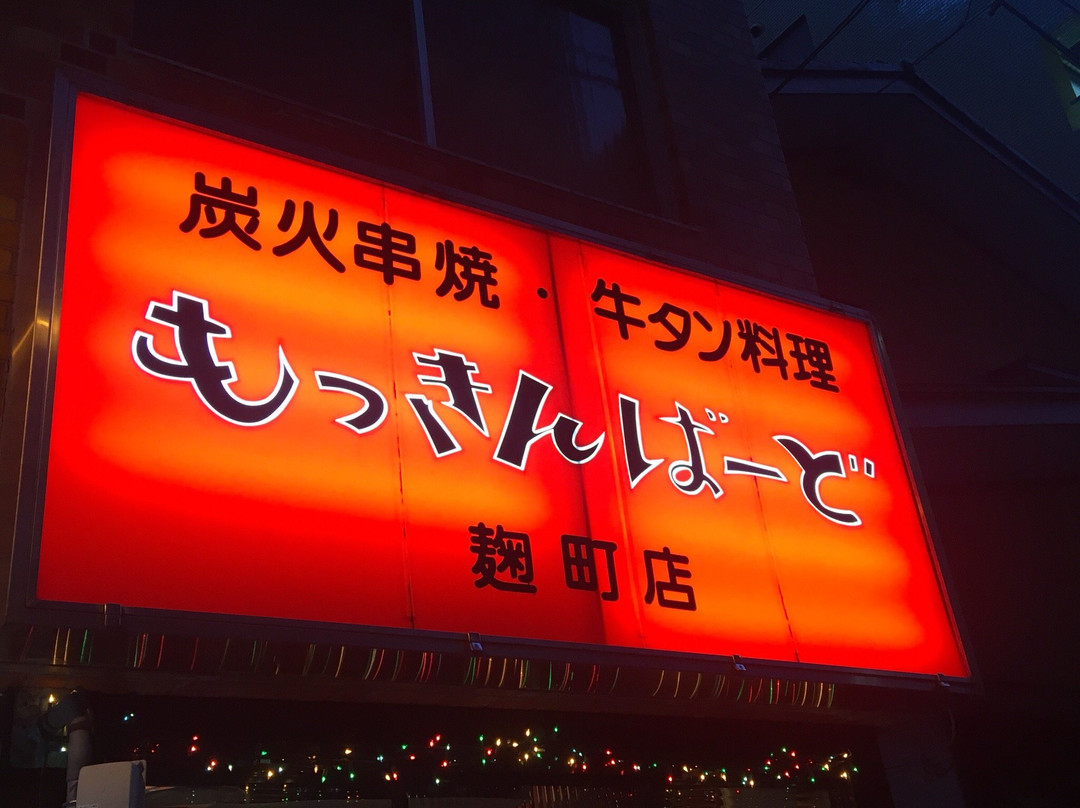 炭火串焼・牛タン料理
もっきんばーど
麹町店